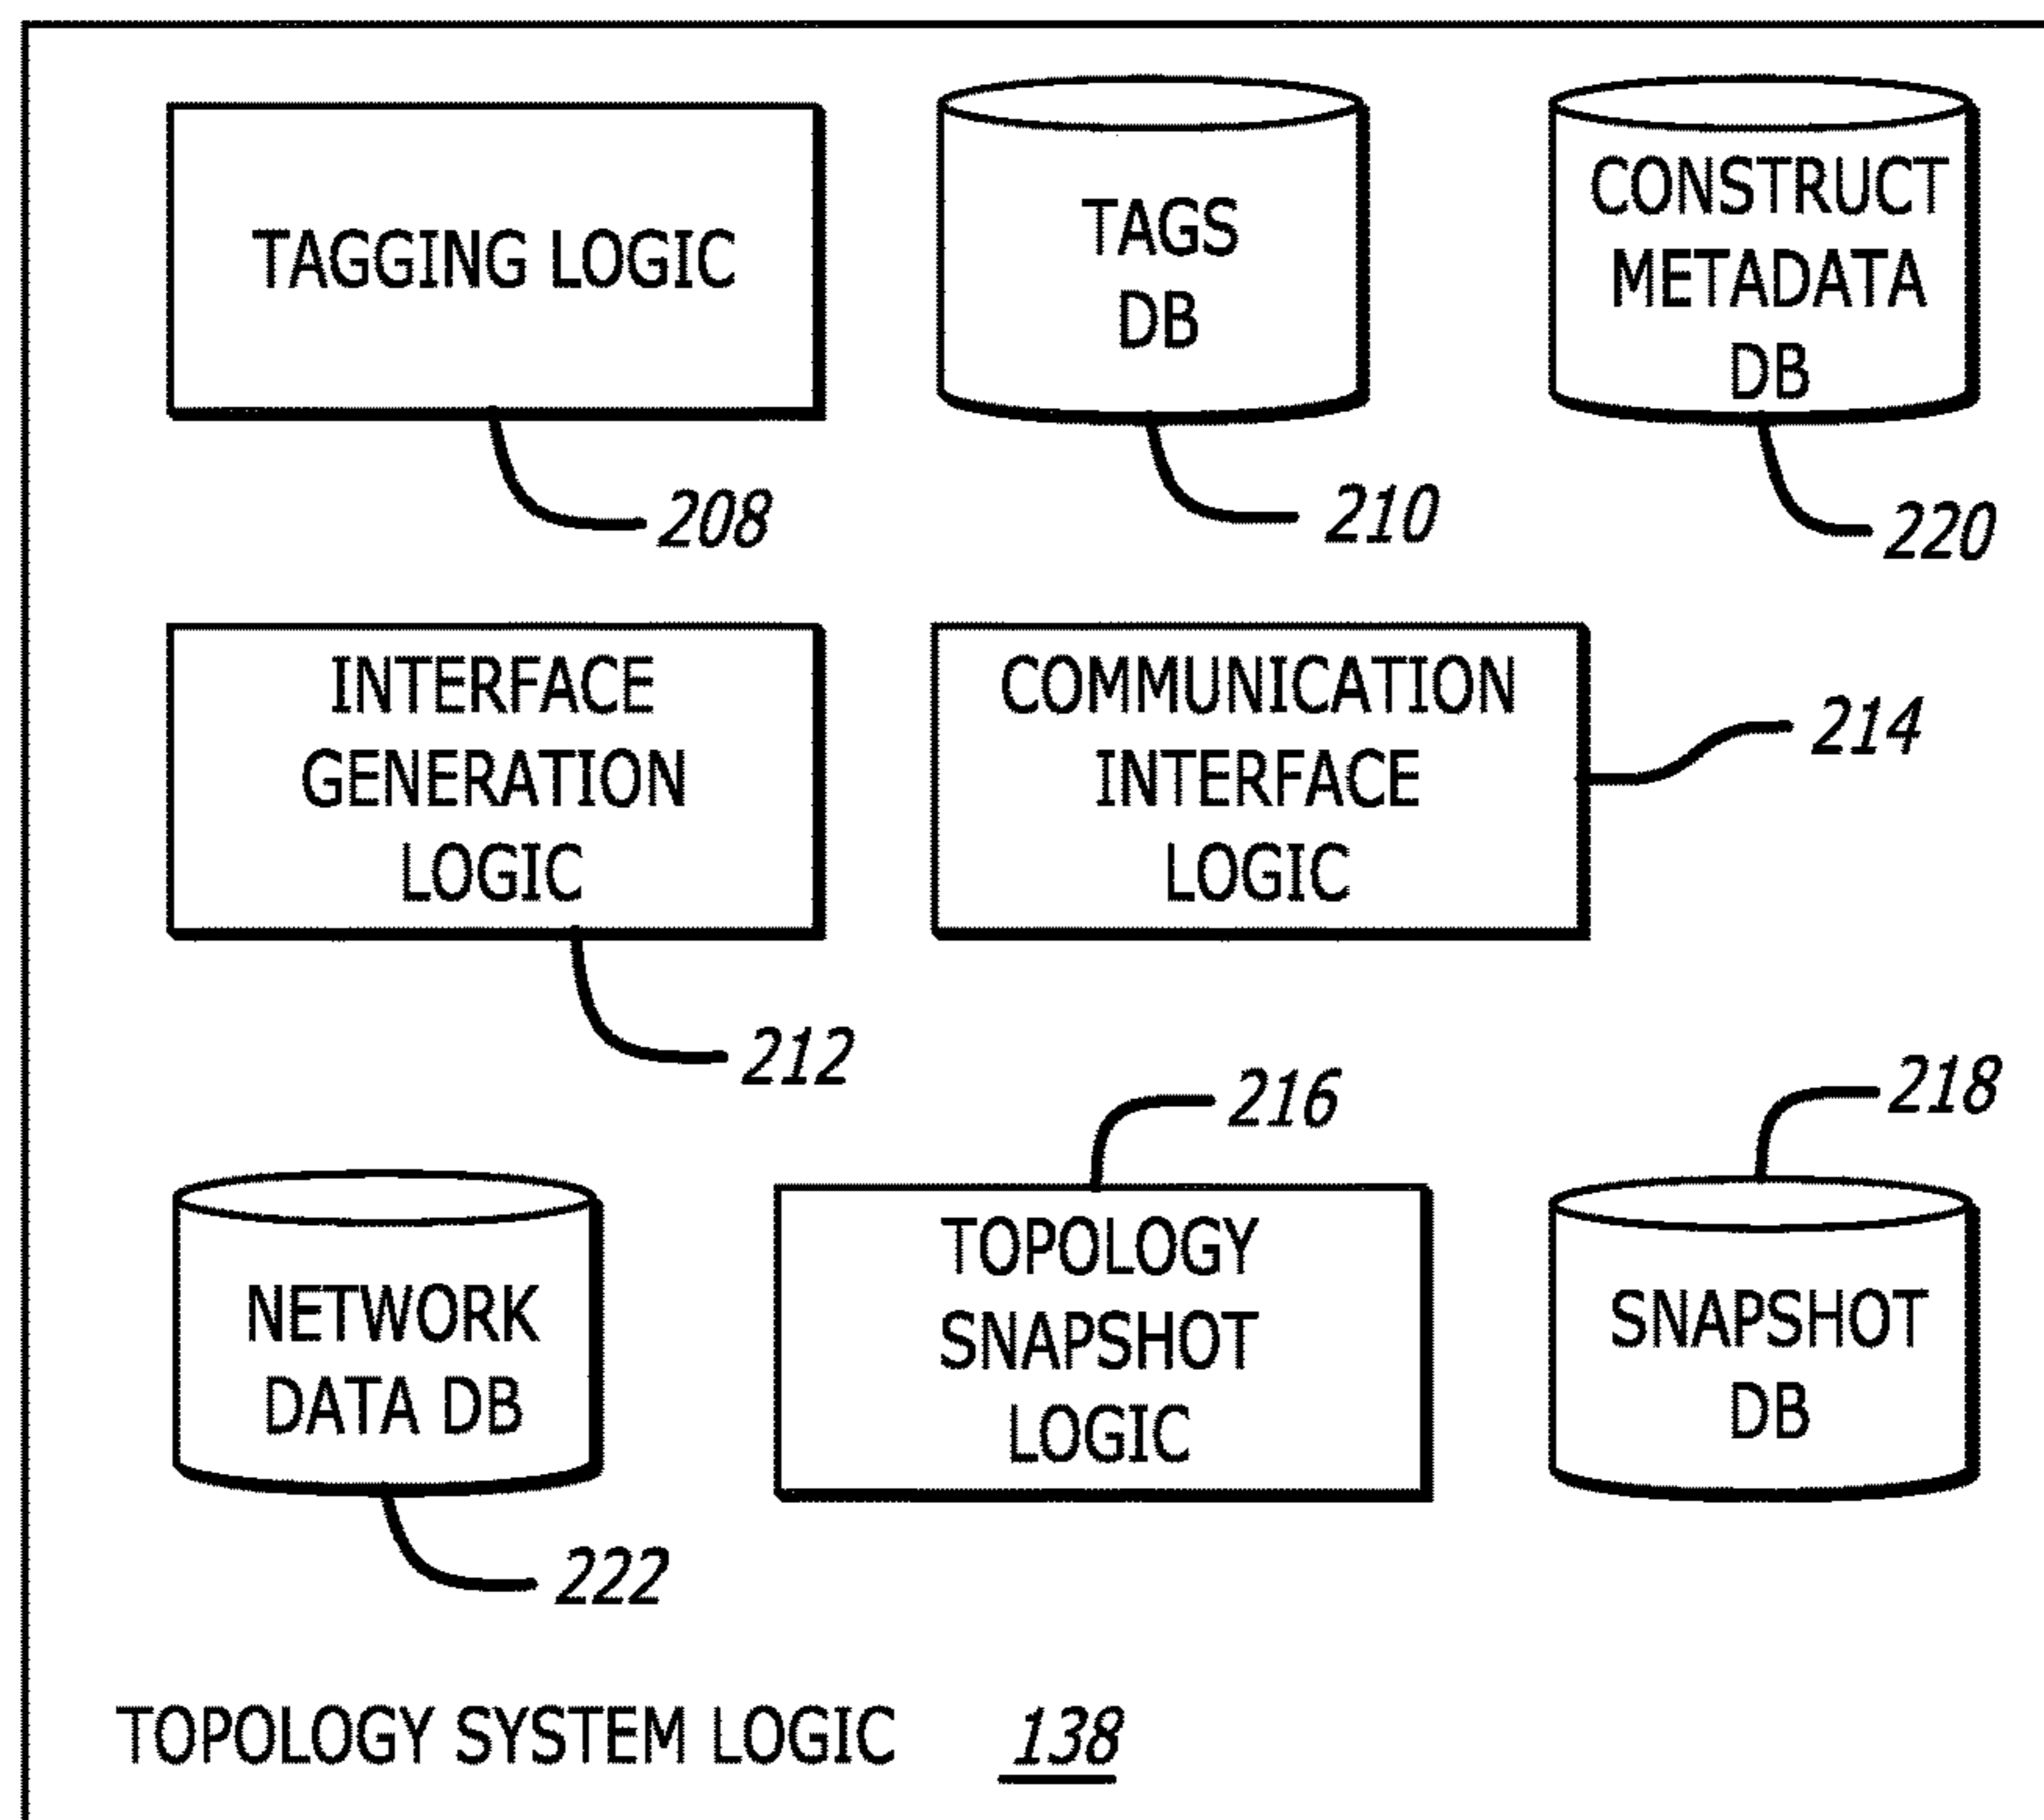 TAGGING LOGIC
TAGS
DB
CONSTRUCT
METADATA
DB
208
210
220
INTERFACE
GENERATION
LOGIC
COMMUNICATION
INTERFACE
LOGIC
214
212
216
218
NETWORK
DATA DB
TOPOLOGY
SNAPSHOT
LOGIC
SNAPSHOT
DB
222
TOPOLOGY SYSTEM LOGIC 138